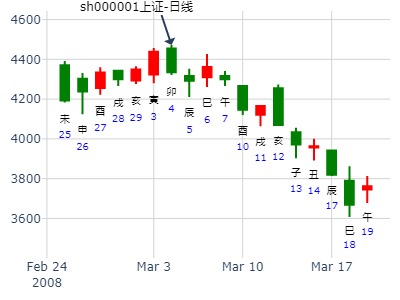 sh000001上证-日线
4600
4400
4200
4000
3800
3600
未
25
申
26
酉
27
戌
28
亥
29
寅
3
卯
4
辰
5
巳
6
午
7
酉
10
戌
11
亥
12
子
13
丑
14
辰
17
巳
18
午
19
Feb 24
2008
Mar 3
Mar 10
Mar 17